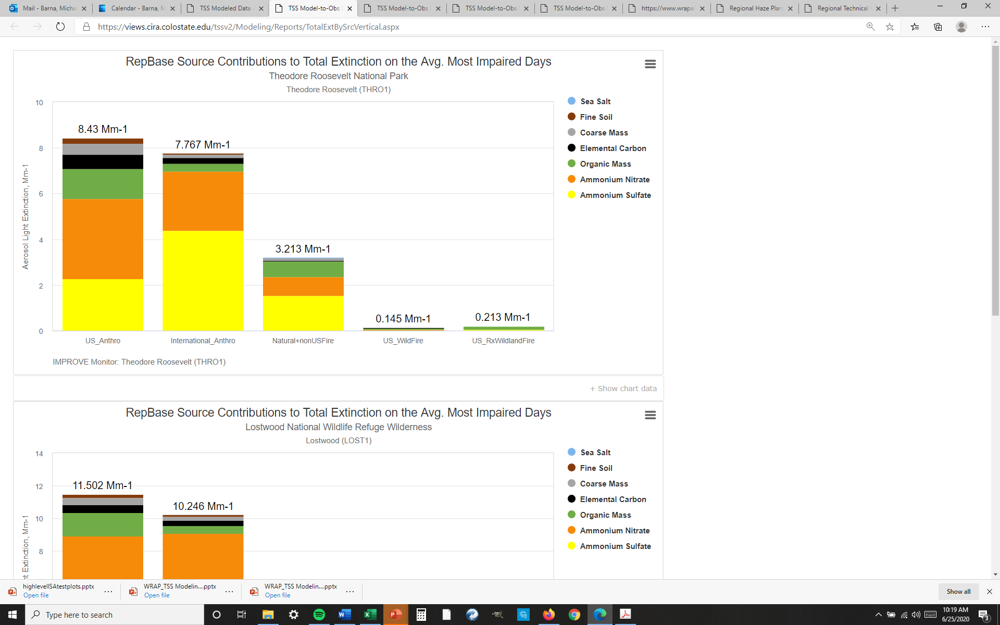 Mail - Barna, Micha
Calendar - Barna, M
TSS Modeled Data
TSS Model-to-Obs
TSS Model-to-Obs
TSS Model-to-Obs
TSS Model-to-Obs
https://www.wrapa
Regional Haze Plan
Regional Technical
https://views.cira.colostate.edu/tssv2/Modeling/Reports/TotalExtBySrcVertical.aspx
RepBase Source Contributions to Total Extinction on the Avg. Most Impaired Days
Theodore Roosevelt National Park
Theodore Roosevelt (THRO1)
Aerosol Light Extinction, Mm-1
10
8
6
4
2
0
8.43 Mm-1
7.767 Mm-1
3.213 Mm-1
0.145 Mm-1
0.213 Mm-1
US_Anthro
International_Anthro
Natural+nonUSFire
US_WildFire
US_RxWildlandFire
Sea Salt
Fine Soil
Coarse Mass
Elemental Carbon
Organic Mass
Ammonium Nitrate
Ammonium Sulfate
IMPROVE Monitor: Theodore Roosevelt (THRO1)
+ Show chart data
RepBase Source Contributions to Total Extinction on the Avg. Most Impaired Days
Lostwood National Wildlife Refuge Wilderness
Lostwood (LOST1)
Extinction, Mm-1
14
12
10
8
11.502 Mm-1
10.246 Mm-1
Sea Salt
Fine Soil
Coarse Mass
Elemental Carbon
Organic Mass
Ammonium Nitrate
Ammonium Sulfate
highlevelISAtestplots.pptx
Open file
WRAP_TSS Modelin....pptx
Open file
WRAP_TSS Modelin....pptx
Open file
Show all
Type here to search
10:19 AM
6/25/2020
3